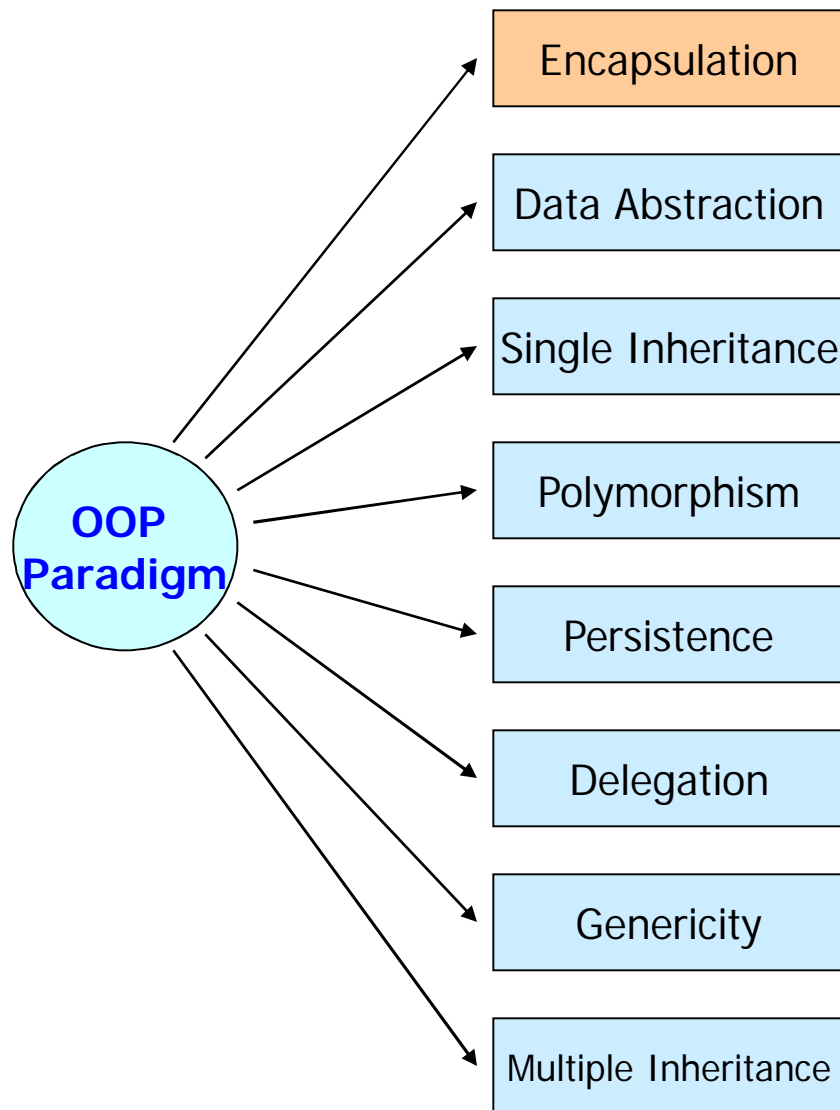 Encapsulation
Data Abstraction
Single Inheritance
OOP
Paradigm
Polymorphism
Persistence
Delegation
Genericity
Multiple Inheritance